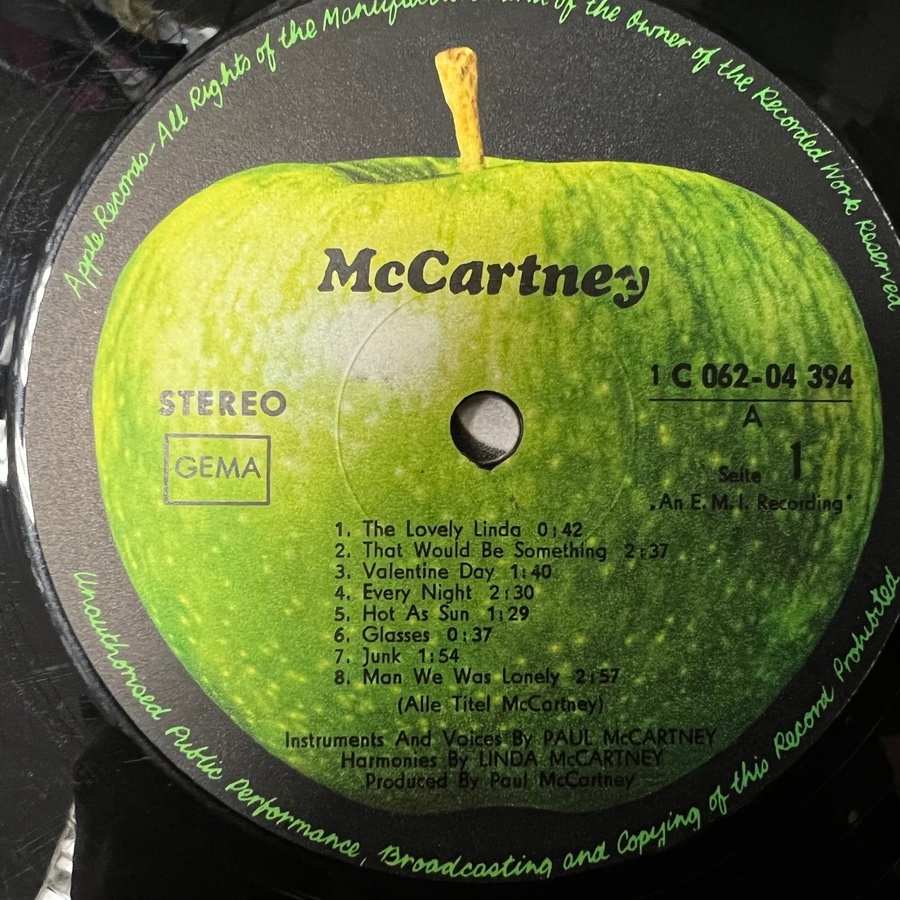 Apple Records - All Rights of the Manufacturer and of the Owner of the Recorded Work Reserved
McCartney
STEREO
GEMA
1 C 062-04 394
A
Seite 1
„An E.M.I. Recording"
1. The Lovely Linda 0:42
2. That Would Be Something 2:37
3. Valentine Day 1:40
4. Every Night 2:30
5. Hot As Sun 1:29
6. Glasses 0:37
7. Junk 1:54
8. Man We Was Lonely 2:57
(Alle Titel McCartney)
Instruments And Voices By PAUL McCARTNEY
Harmonies By LINDA McCARTNEY
Produced By Paul McCartney
Unauthorised Public Performance, Broadcasting and Copying of this Record Prohibited